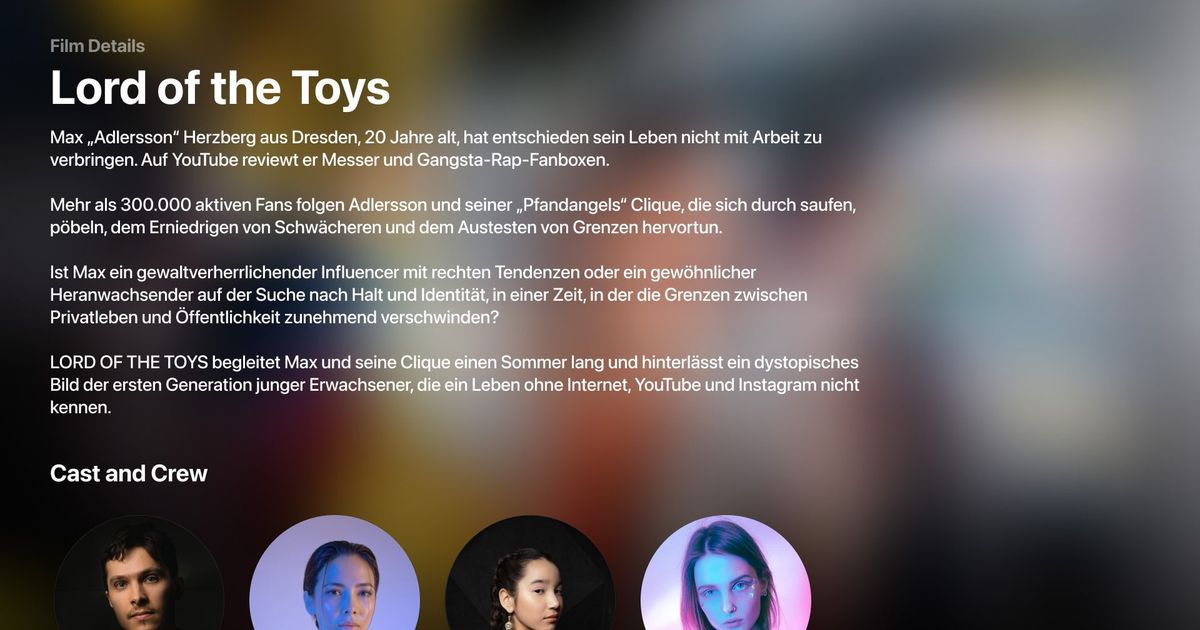 Film Details
Lord of the Toys
Max „Adlersson“ Herzberg aus Dresden, 20 Jahre alt, hat entschieden sein Leben nicht mit Arbeit zu
verbringen. Auf YouTube reviewt er Messer und Gangsta-Rap-Fanboxen.
Mehr als 300.000 aktiven Fans folgen Adlersson und seiner „Pfandangels“ Clique, die sich durch saufen,
pöbeln, dem Erniedrigen von Schwächeren und dem Austesten von Grenzen hervortun.
Ist Max ein gewaltverherrlichender Influencer mit rechten Tendenzen oder ein gewöhnlicher
Heranwachsender auf der Suche nach Halt und Identität, in einer Zeit, in der die Grenzen zwischen
Privatleben und Öffentlichkeit zunehmend verschwinden?
LORD OF THE TOYS begleitet Max und seine Clique einen Sommer lang und hinterlässt ein dystopisches
Bild der ersten Generation junger Erwachsener, die ein Leben ohne Internet, YouTube und Instagram nicht
kennen.
Cast and Crew